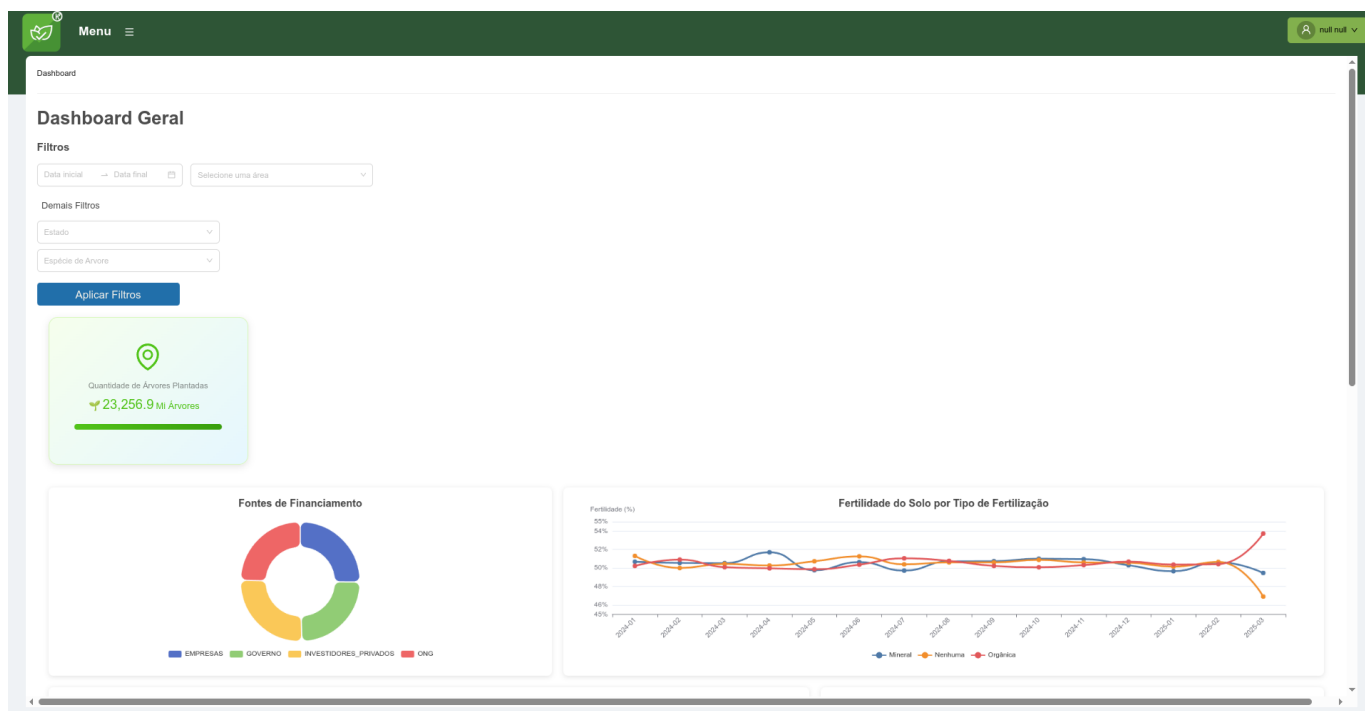 Menu
null null
Dashboard
Dashboard Geral
Filtros
Data inicial → Data final
Selecione uma área
Demais Filtros
Estado
Espécie de Arvore
Aplicar Filtros
Quantidade de Árvores Plantadas
23,256.9 Mi Árvores
Fontes de Financiamento
EMPRESAS GOVERNO INVESTIDORES_PRIVADOS ONG
Fertilidade do Solo por Tipo de Fertilização
Fertilidade (%)
55%
54%
52%
50%
48%
46%
45%
2024-01 2024-02 2024-03 2024-04 2024-05 2024-06 2024-07 2024-08 2024-09 2024-10 2024-11 2024-12 2025-01 2025-02 2025-03
Mineral Nenhuma Orgânica